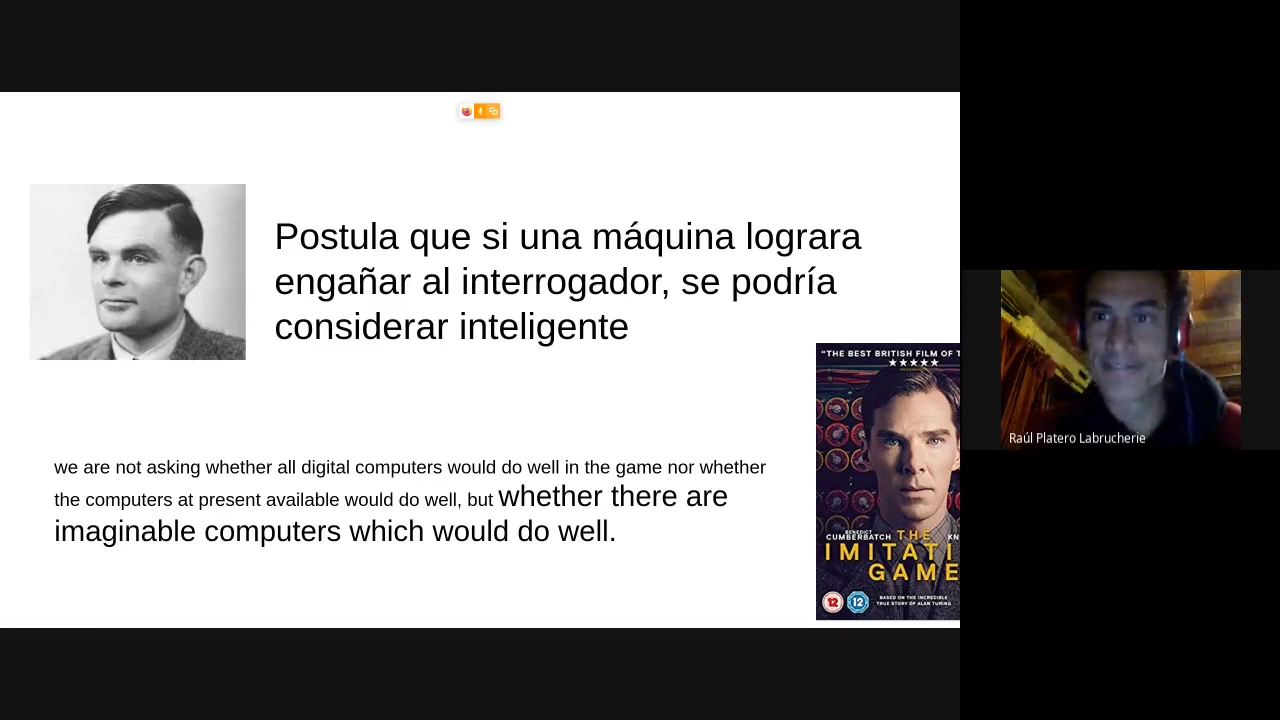 Postula que si una máquina lograra
engañar al interrogador, se podría
considerar inteligente
"THE BEST BRITISH FILM OF T
we are not asking whether all digital computers would do well in the game nor whether
the computers at present available would do well, but whether there are
imaginable computers which would do well.
BENEDICT
CUMBERBATCH THE KN
IMITATI
GAME
12 12 BASED ON THE INCREDIBLE
TRUE STORY OF ALAN TURING
Raúl Platero Labrucherie